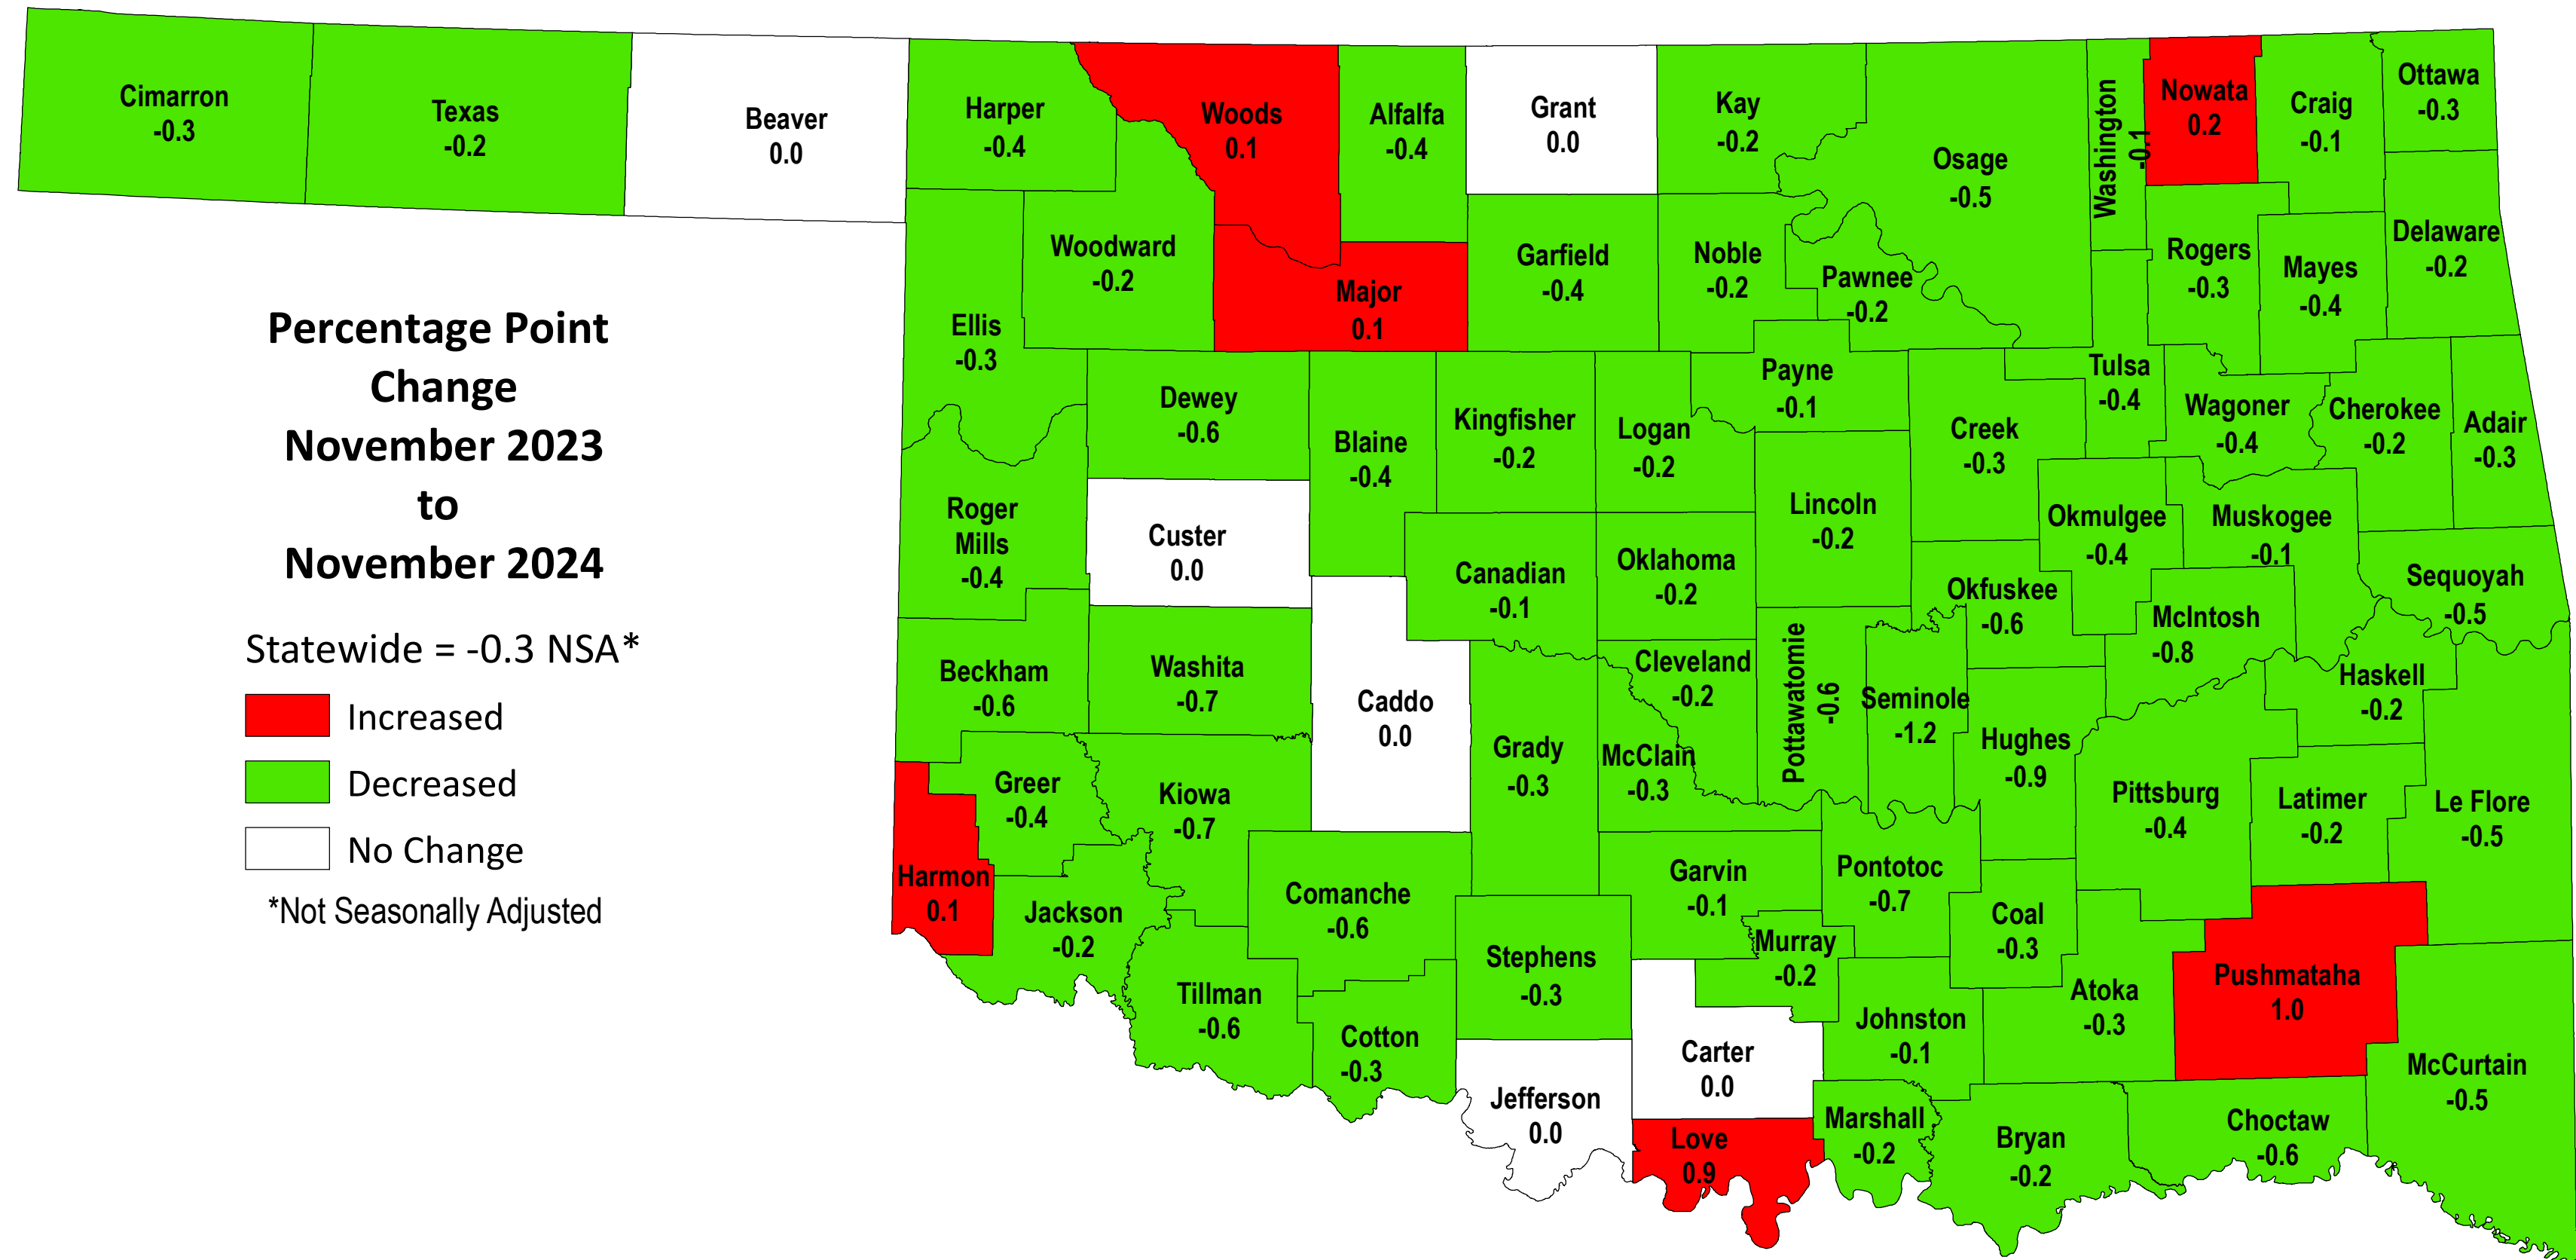 Cimarron
-0.3
Texas
-0.2
Beaver
0.0
Harper
-0.4
Woods
0.1
Alfalfa
-0.4
Grant
0.0
Kay
-0.2
Osage
-0.5
Washington
-0.1
Nowata
0.2
Craig
-0.1
Ottawa
-0.3
Woodward
-0.2
Major
0.1
Garfield
-0.4
Noble
-0.2
Pawnee
-0.2
Rogers
-0.3
Mayes
-0.4
Delaware
-0.2
Ellis
-0.3
Dewey
-0.6
Blaine
-0.4
Kingfisher
-0.2
Logan
-0.2
Payne
-0.1
Creek
-0.3
Tulsa
-0.4
Wagoner
-0.4
Cherokee
-0.2
Adair
-0.3
Percentage Point
Change
November 2023
to
November 2024
Statewide = -0.3 NSA*
Increased
Decreased
No Change
*Not Seasonally Adjusted
Roger
Mills
-0.4
Custer
0.0
Canadian
-0.1
Oklahoma
-0.2
Lincoln
-0.2
Okmulgee
-0.4
Muskogee
-0.1
Okfuskee
-0.6
McIntosh
-0.8
Sequoyah
-0.5
Beckham
-0.6
Washita
-0.7
Caddo
0.0
Grady
-0.3
McClain
-0.3
Cleveland
-0.2
Pottawatomie
-0.6
Seminole
-1.2
Hughes
-0.9
Haskell
-0.2
Pittsburg
-0.4
Latimer
-0.2
Le Flore
-0.5
Greer
-0.4
Kiowa
-0.7
Harmon
0.1
Jackson
-0.2
Comanche
-0.6
Garvin
-0.1
Pontotoc
-0.7
Coal
-0.3
Stephens
-0.3
Murray
-0.2
Tillman
-0.6
Cotton
-0.3
Johnston
-0.1
Atoka
-0.3
Pushmataha
1.0
Jefferson
0.0
Carter
0.0
Love
0.9
Marshall
-0.2
Bryan
-0.2
Choctaw
-0.6
McCurtain
-0.5